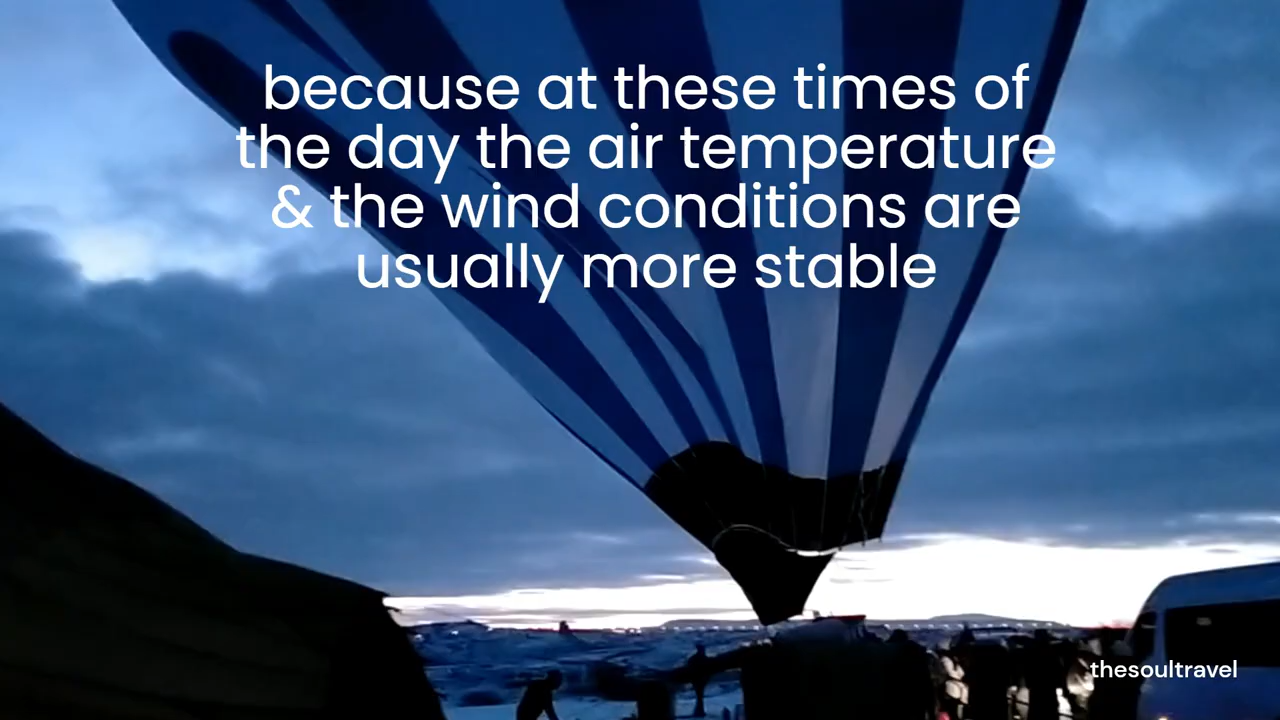 because at these times of
the day the air temperature
& the wind conditions are
usually more stable
thesoultravel